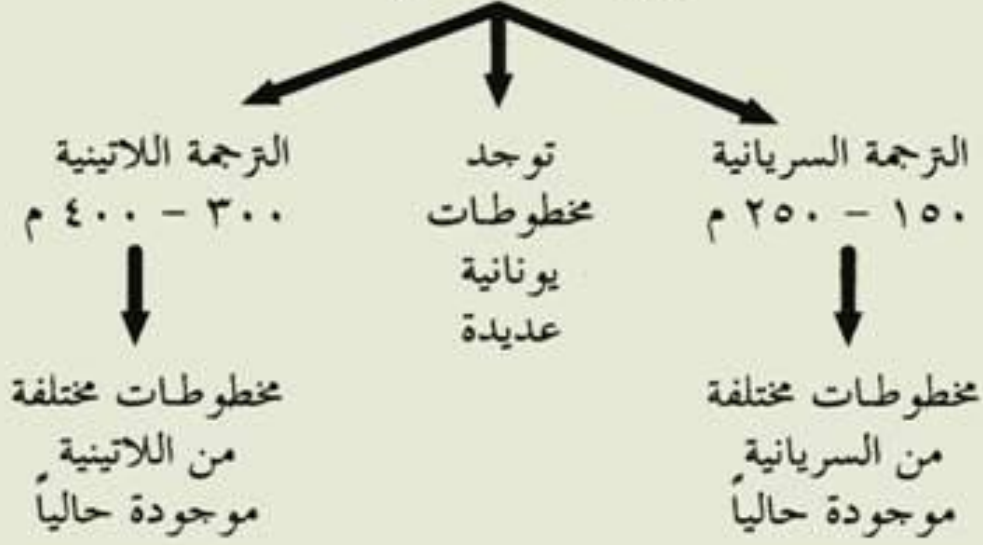 الترجمة السريانية
١٥٠ – ٢٥٠ م
مخطوطات مختلفة
من السريانية
موجودة حالياً
توجد
مخطوطات
يونانية
عديدة
الترجمة اللاتينية
٣٠٠ – ٤٠٠ م
مخطوطات مختلفة
من اللاتينية
موجودة حالياً